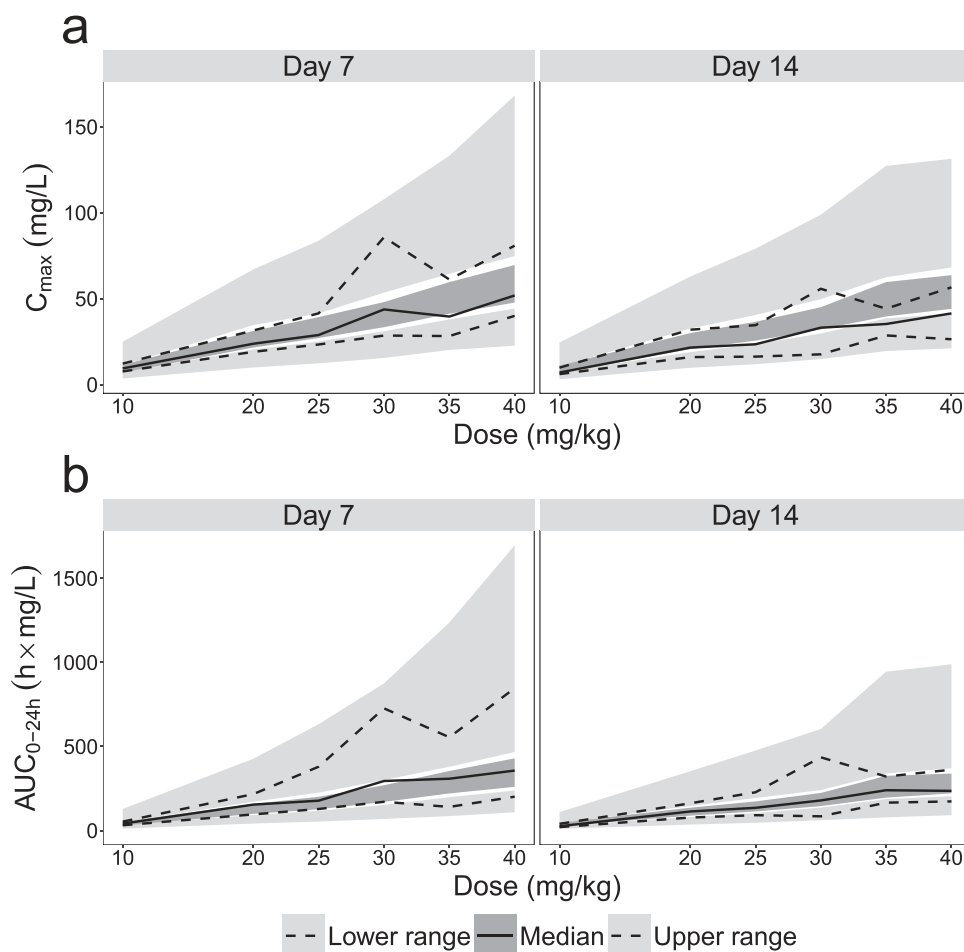 a
Day 7
Day 14
Cmax (mg/L)
150
100
50
0
10 20 25 30 35 40
10 20 25 30 35 40
Dose (mg/kg)
b
Day 7
Day 14
AUC0−24h (h × mg/L)
1500
1000
500
0
10 20 25 30 35 40
10 20 25 30 35 40
Dose (mg/kg)
Lower range Median Upper range